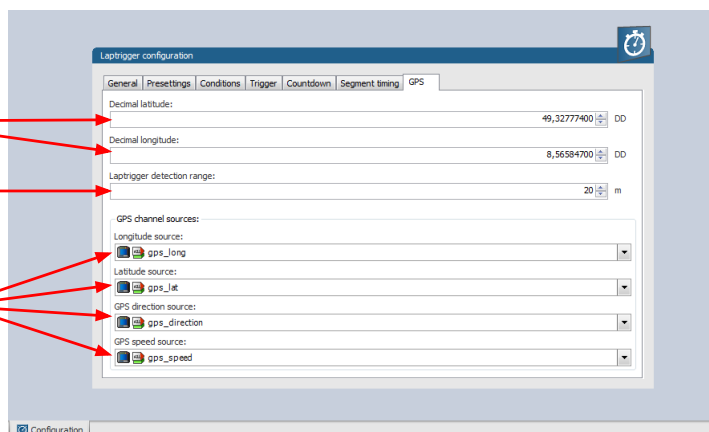 Laptrigger configuration
General Presettings Conditions Trigger Countdown Segment timing GPS
Decimal latitude:
49,32777400 DD
Decimal longitude:
8,56584700 DD
Laptrigger detection range:
20 m
GPS channel sources:
Longitude source:
gps_long
Latitude source:
gps_lat
GPS direction source:
gps_direction
GPS speed source:
gps_speed
Configuration